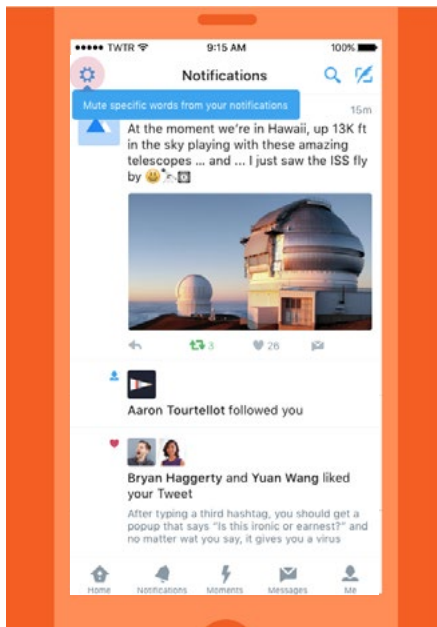 TWTR 9:15 AM 100%
Notifications
Mute specific words from your notifications
15m
At the moment we're in Hawaii, up 13K ft
in the sky playing with these amazing
telescopes ... and ... I just saw the ISS fly
by
3 26
Aaron Tourtellot followed you
Bryan Haggerty and Yuan Wang liked
your Tweet
After typing a third hashtag, you should get a
popup that says "Is this ironic or earnest?" and
no matter wat you say, it gives you a virus
Home Notifications Moments Messages Me